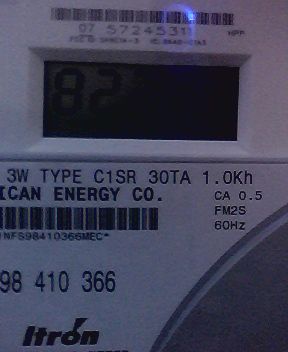 07 57245311
82
3W TYPE C1SR 30TA 1.0Kh
ICAN ENERGY CO. CA 0.5
FM2S
60Hz
NFS98410366MEC*
98 410 366
Itron